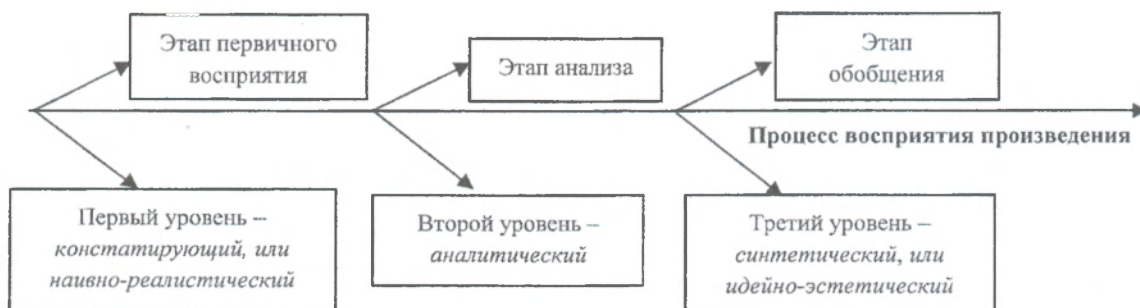 Этап первичного
восприятия
Этап анализа
Этап
обобщения
Процесс восприятия произведения
Первый уровень –
констатирующий, или
наивно-реалистический
Второй уровень –
аналитический
Третий уровень –
синтетический, или
идейно-эстетический